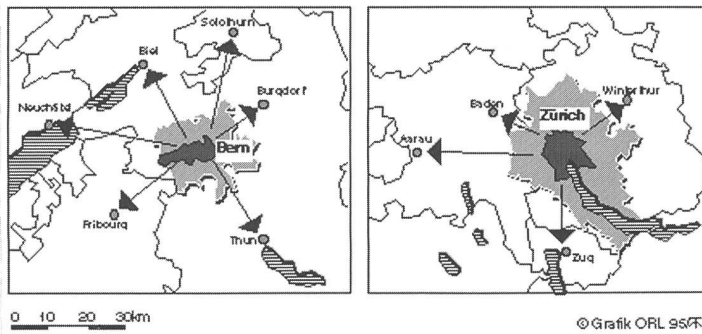 Solothurn
Biel
Neuchâtel
Burgdorf
Bern
Fribourg
Thun
Baden
Winterthur
Zürich
Aarau
Zug
0 10 20 30km
©Grafik ORL 95/